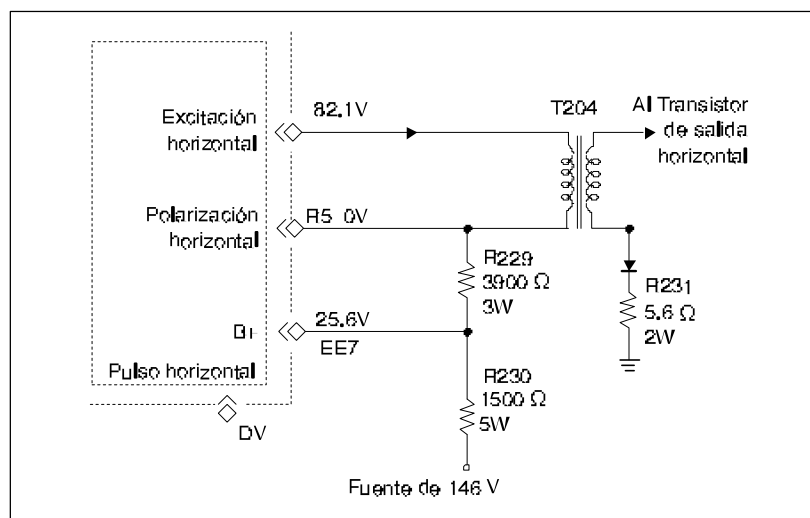 Excitación
horizontal
82.1V
T204
Al Transistor
de salida
horizontal
Polarización
horizontal
R5 0V
R229
3900 Ω
3W
R231
5.6 Ω
2W
B+
25.6V
EE7
Pulso horizontal
R230
1500 Ω
5W
DV
Fuente de 146 V